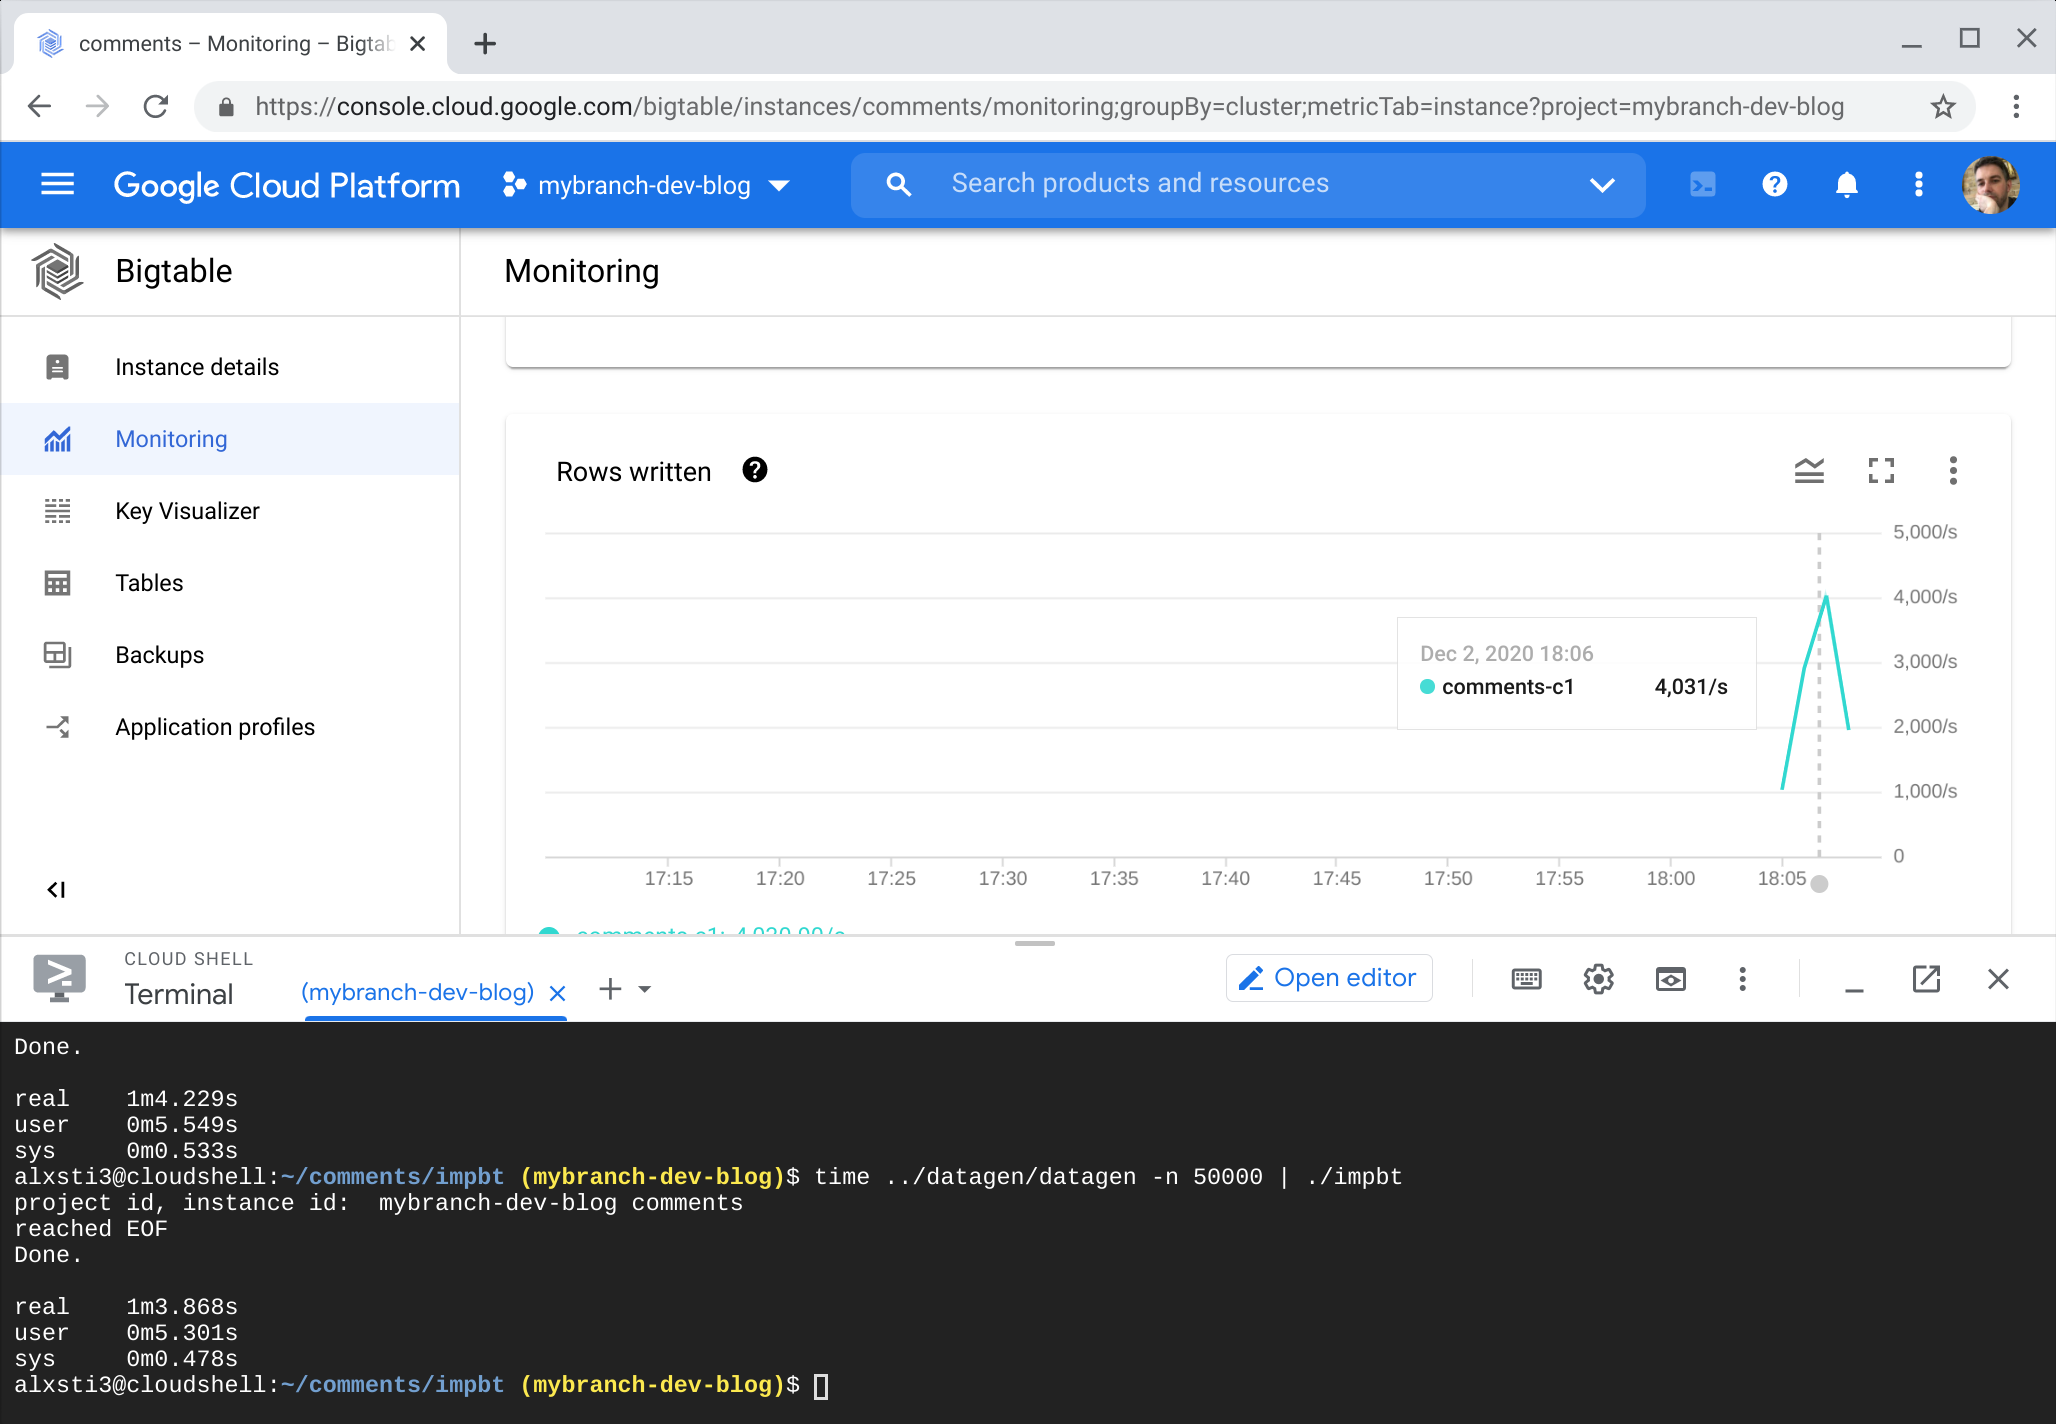 comments – Monitoring – Bigtab
https://console.cloud.google.com/bigtable/instances/comments/monitoring;groupBy=cluster;metricTab=instance?project=mybranch-dev-blog
Google Cloud Platform
mybranch-dev-blog
Search products and resources
Bigtable
Monitoring
Instance details
Monitoring
Key Visualizer
Tables
Backups
Application profiles
Rows written
5,000/s
4,000/s
3,000/s
2,000/s
1,000/s
0
Dec 2, 2020 18:06
comments-c1 4,031/s
17:15 17:20 17:25 17:30 17:35 17:40 17:45 17:50 17:55 18:00 18:05
CLOUD SHELL
Terminal
(mybranch-dev-blog)
Open editor
Done.
real 1m4.229s
user 0m5.549s
sys 0m0.533s
alxsti3@cloudshell:~/comments/impbt (mybranch-dev-blog)$ time ../datagen/datagen -n 50000 | ./impbt
project id, instance id: mybranch-dev-blog comments
reached EOF
Done.
real 1m3.868s
user 0m5.301s
sys 0m0.478s
alxsti3@cloudshell:~/comments/impbt (mybranch-dev-blog)$